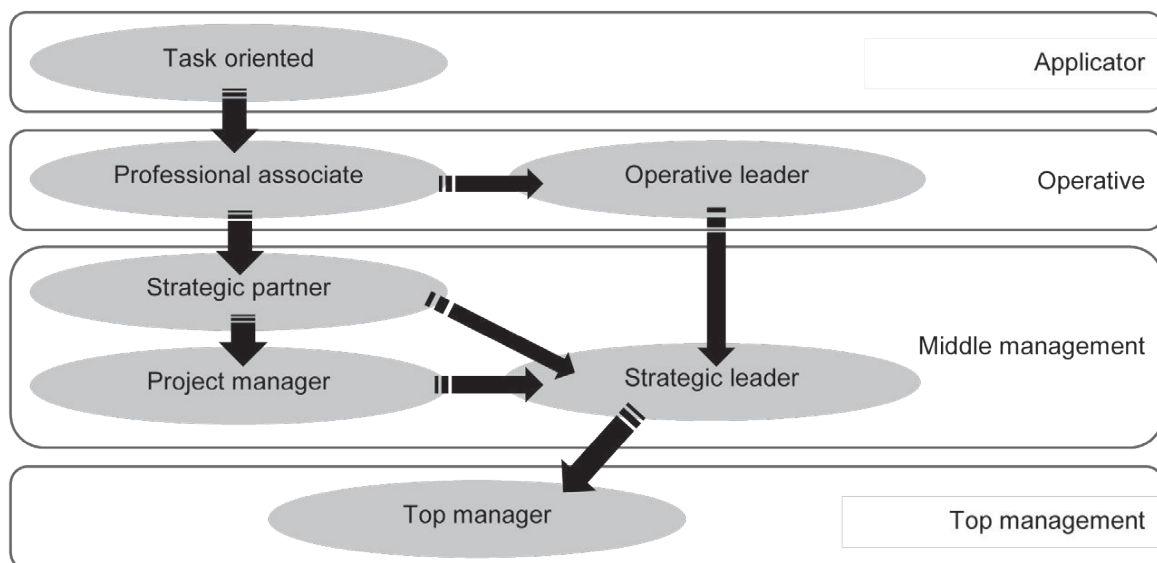 Task oriented
Applicator
Professional associate
Operative leader
Operative
Strategic partner
Middle management
Project manager
Strategic leader
Top manager
Top management